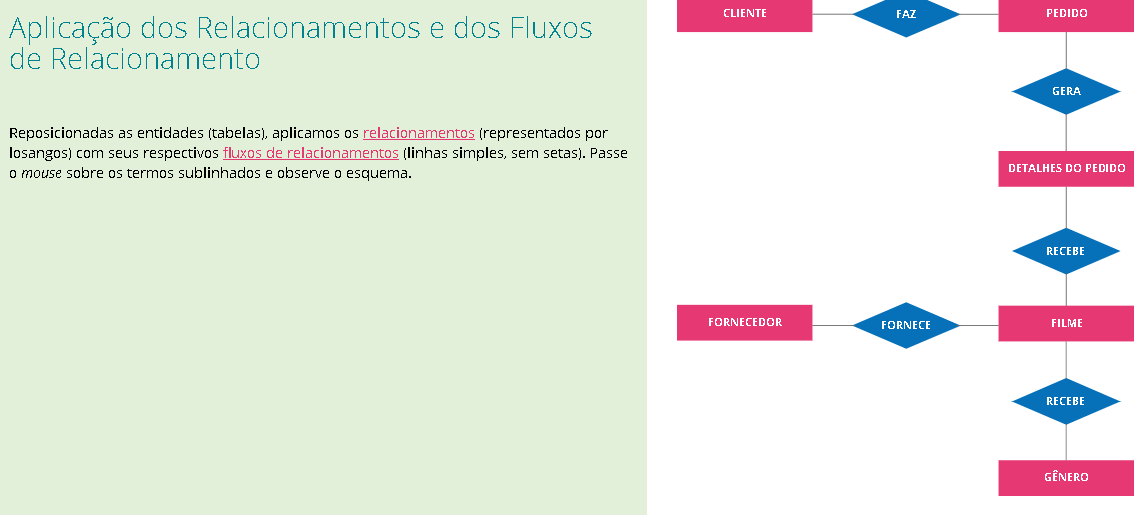 Aplicação dos Relacionamentos e dos Fluxos
de Relacionamento
Reposicionadas as entidades (tabelas), aplicamos os relacionamentos (representados por
losangos) com seus respectivos fluxos de relacionamentos (linhas simples, sem setas). Passe
o mouse sobre os termos sublinhados e observe o esquema.
CLIENTE
FAZ
PEDIDO
GERA
DETALHES DO PEDIDO
RECEBE
FORNECEDOR
FORNECE
FILME
RECEBE
GÊNERO